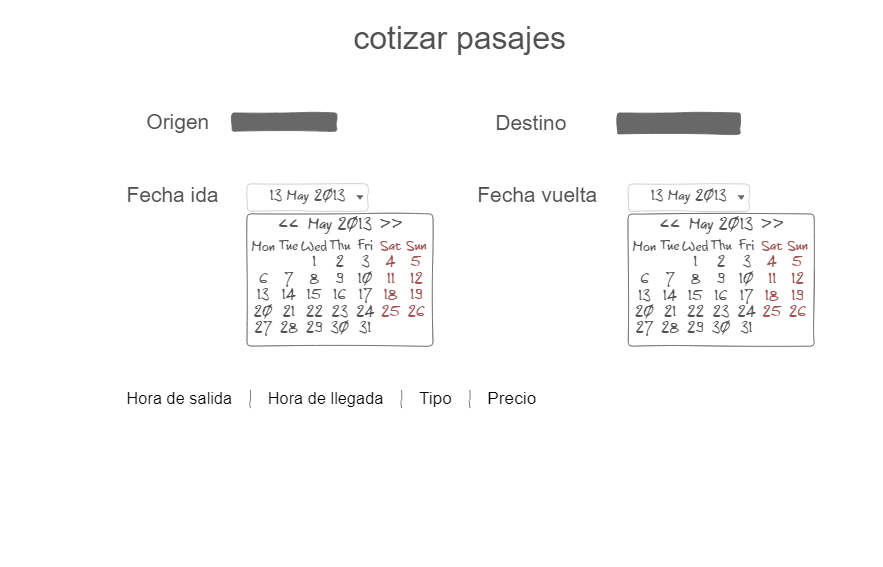 cotizar pasajes
Origen Destino
Fecha ida 13 May 2013 Fecha vuelta 13 May 2013
<< May 2013 >> << May 2013 >>
Mon Tue Wed Thu Fri Sat Sun Mon Tue Wed Thu Fri Sat Sun
1 2 3 4 5 1 2 3 4 5
6 7 8 9 10 11 12 6 7 8 9 10 11 12
13 14 15 16 17 18 19 13 14 15 16 17 18 19
20 21 22 23 24 25 26 20 21 22 23 24 25 26
27 28 29 30 31 27 28 29 30 31
Hora de salida | Hora de llegada | Tipo | Precio